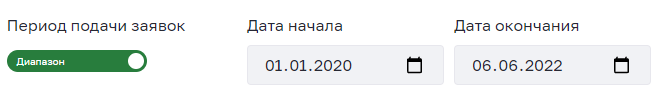 Период подачи заявок
Дата начала
Дата окончания
Диапазон
01.01.2020
06.06.2022